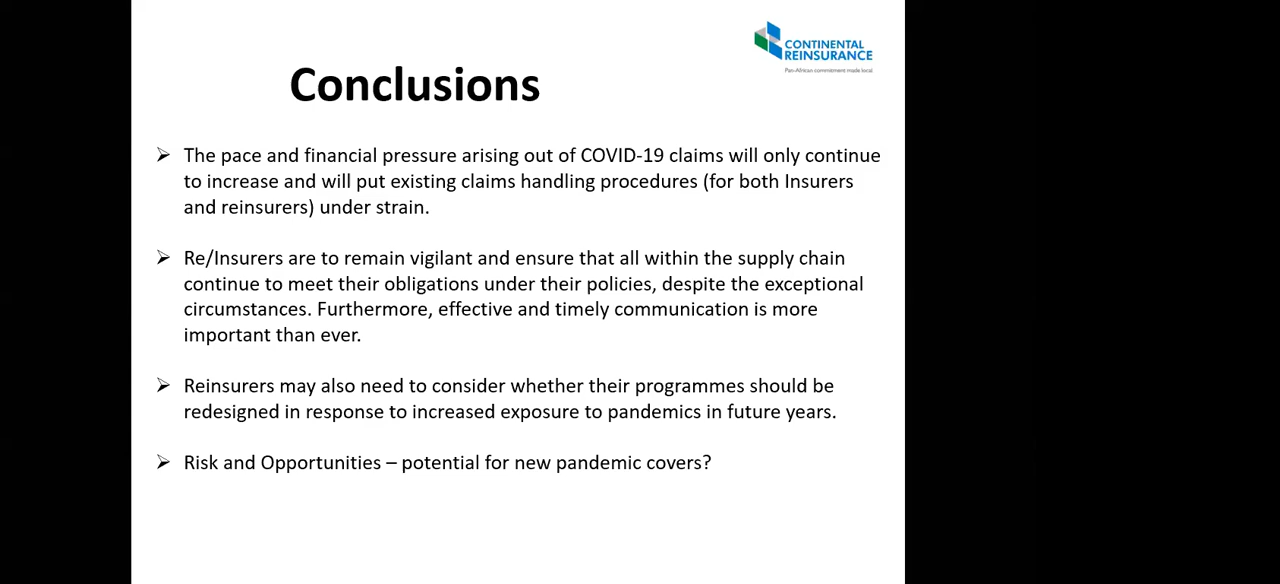 CONTINENTAL
REINSURANCE
Pan-African commitment made local.
Conclusions
➢ The pace and financial pressure arising out of COVID-19 claims will only continue
to increase and will put existing claims handling procedures (for both Insurers
and reinsurers) under strain.
➢ Re/Insurers are to remain vigilant and ensure that all within the supply chain
continue to meet their obligations under their policies, despite the exceptional
circumstances. Furthermore, effective and timely communication is more
important than ever.
➢ Reinsurers may also need to consider whether their programmes should be
redesigned in response to increased exposure to pandemics in future years.
➢ Risk and Opportunities – potential for new pandemic covers?